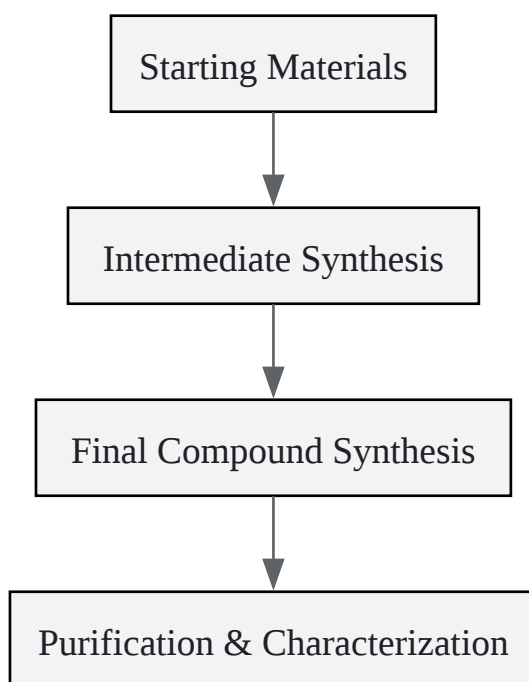 Starting Materials
Intermediate Synthesis
Final Compound Synthesis
Purification & Characterization